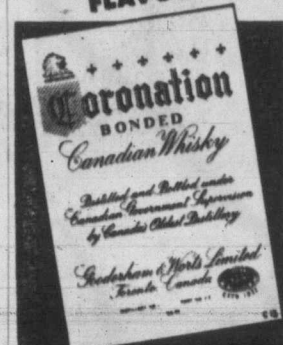 Coronation
BONDED
Canadian Whisky
Distilled and Bottled under
Canadian Government Supervision
by Canada's Oldest Distillery
Gooderham & Worts Limited
Toronto Canada